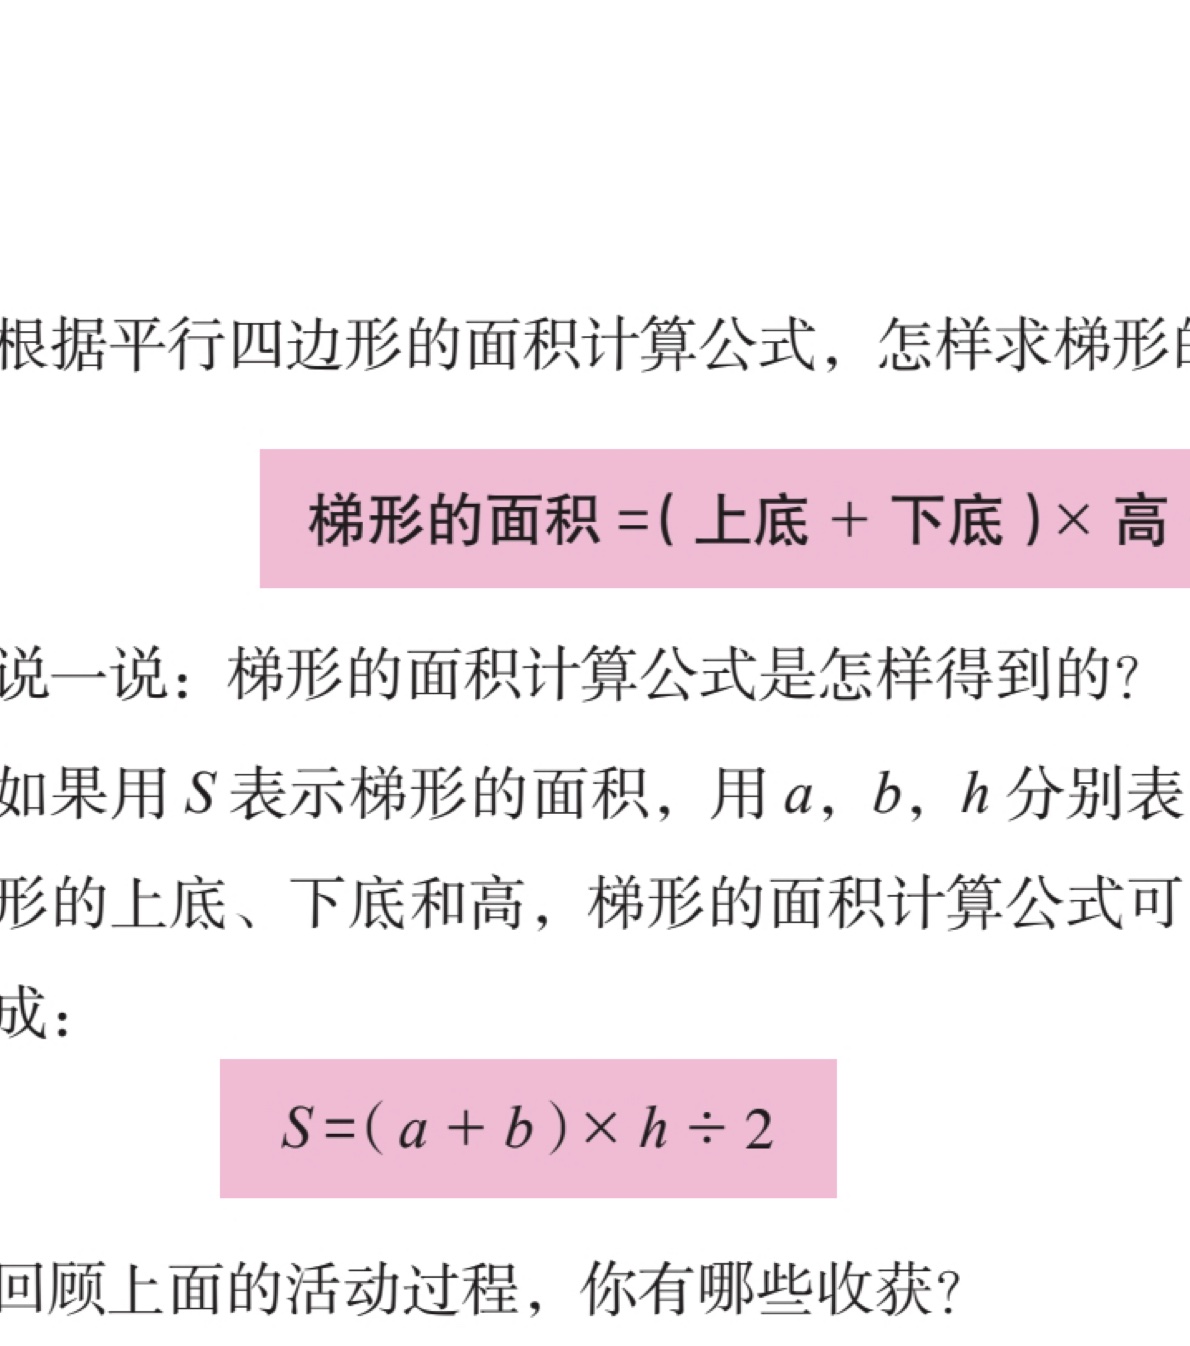 根据平行四边形的面积计算公式，怎样求梯形的
梯形的面积 =( 上底 + 下底 )× 高
说一说：梯形的面积计算公式是怎样得到的？
如果用 S 表示梯形的面积，用 a，b，h 分别表
形的上底、下底和高，梯形的面积计算公式可
成：
S=( a + b )× h ÷ 2
回顾上面的活动过程，你有哪些收获？